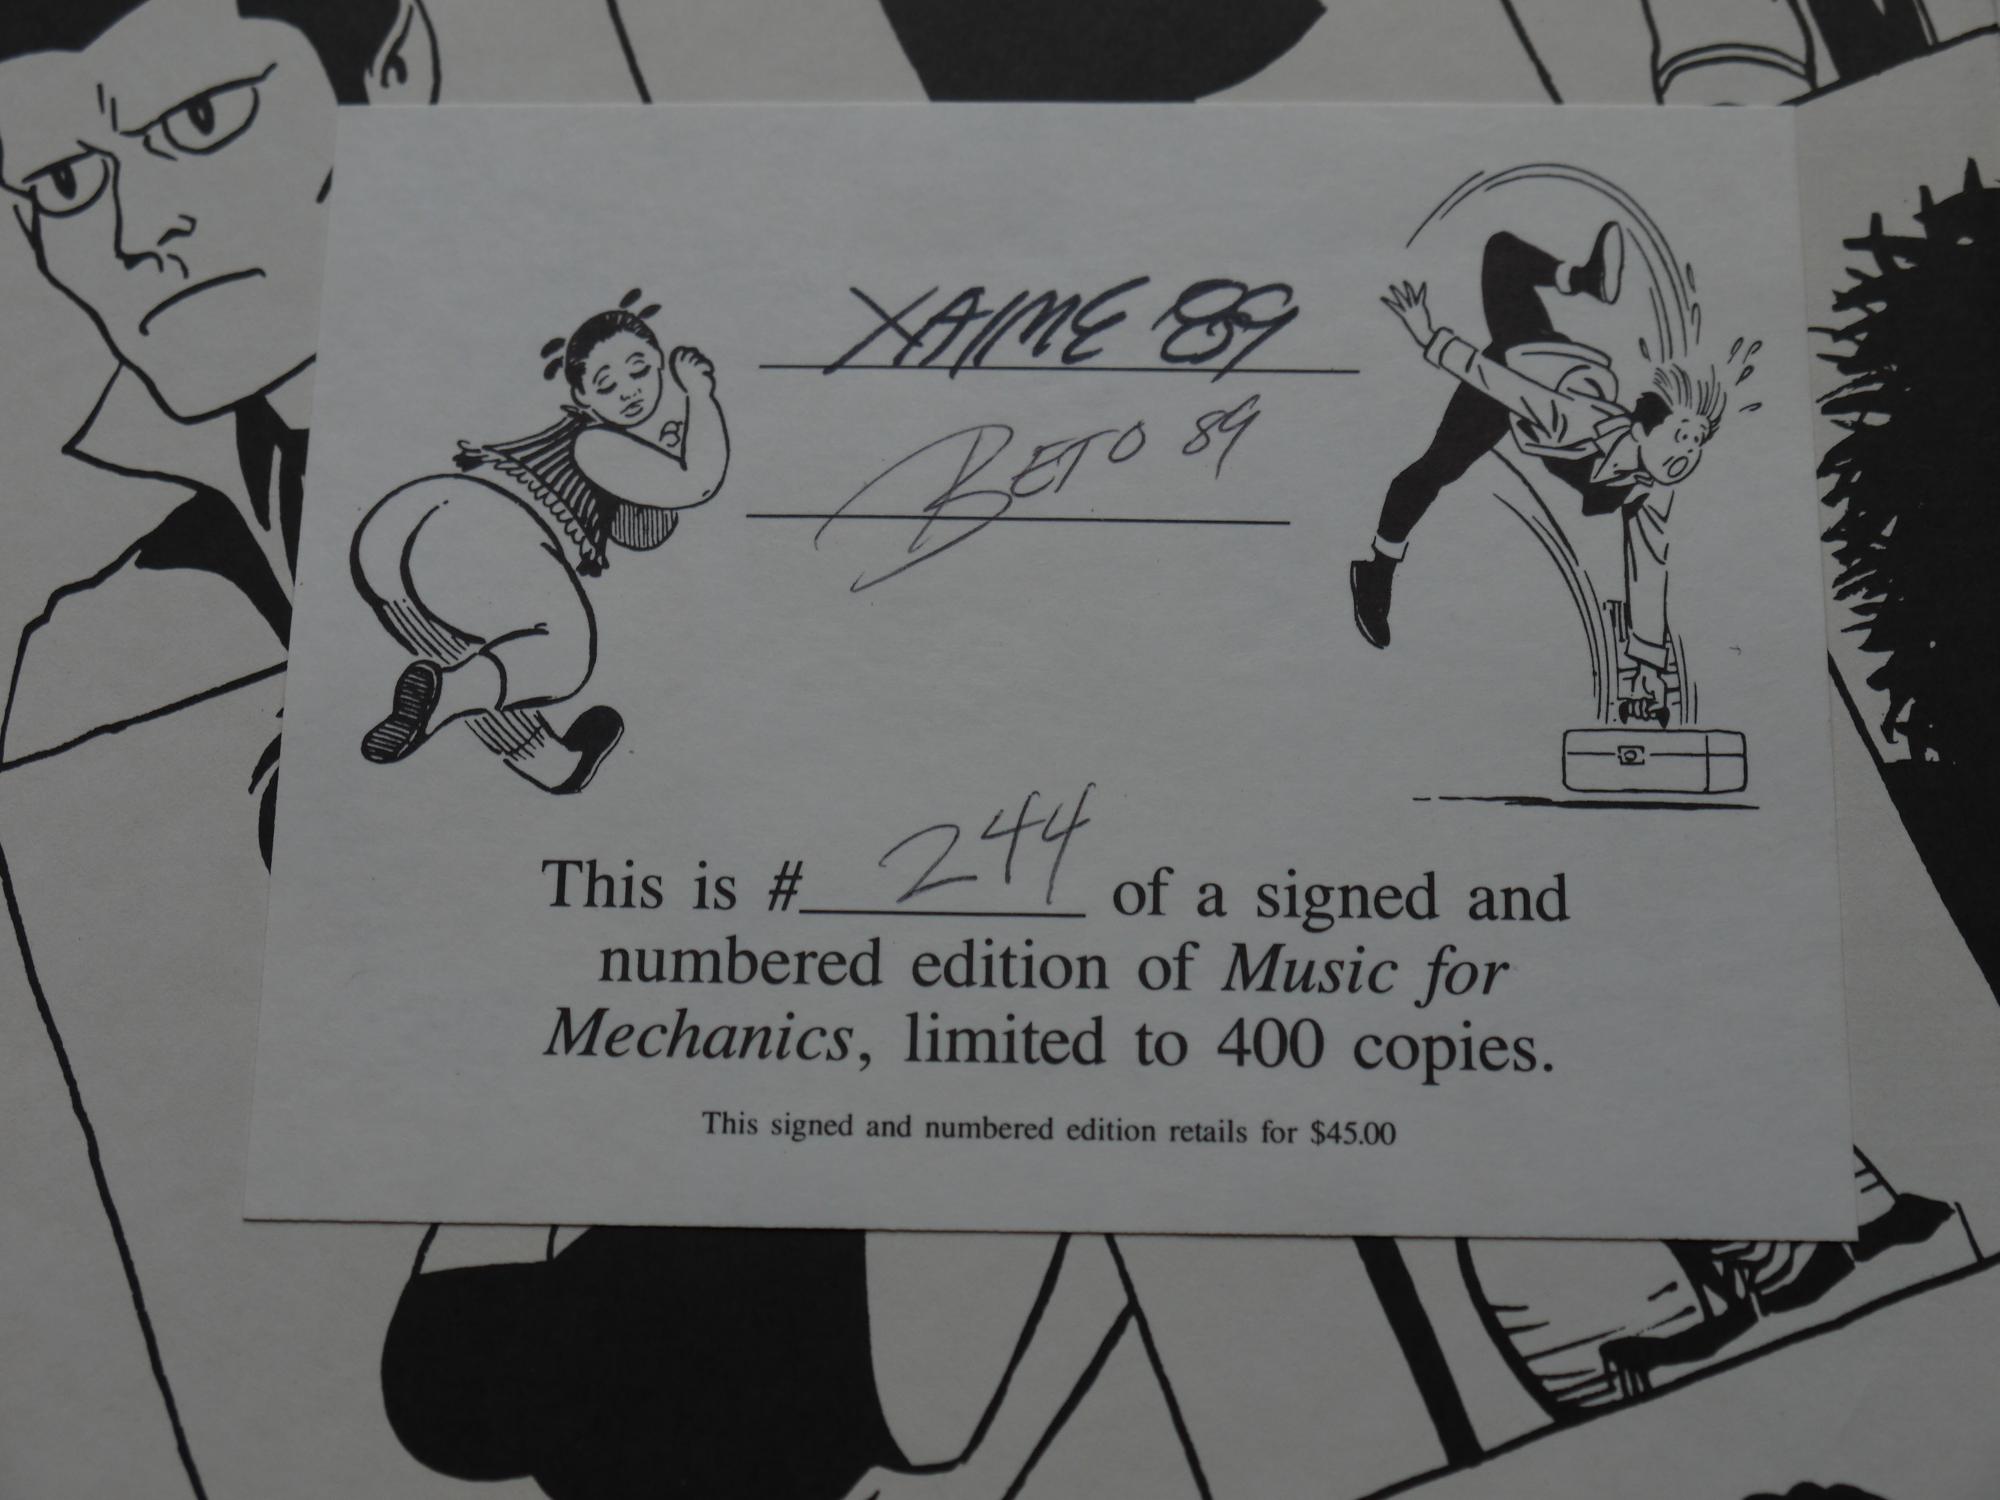 XAIME 89
BETO 89
This is # 244 of a signed and
numbered edition of Music for
Mechanics, limited to 400 copies.
This signed and numbered edition retails for $45.00